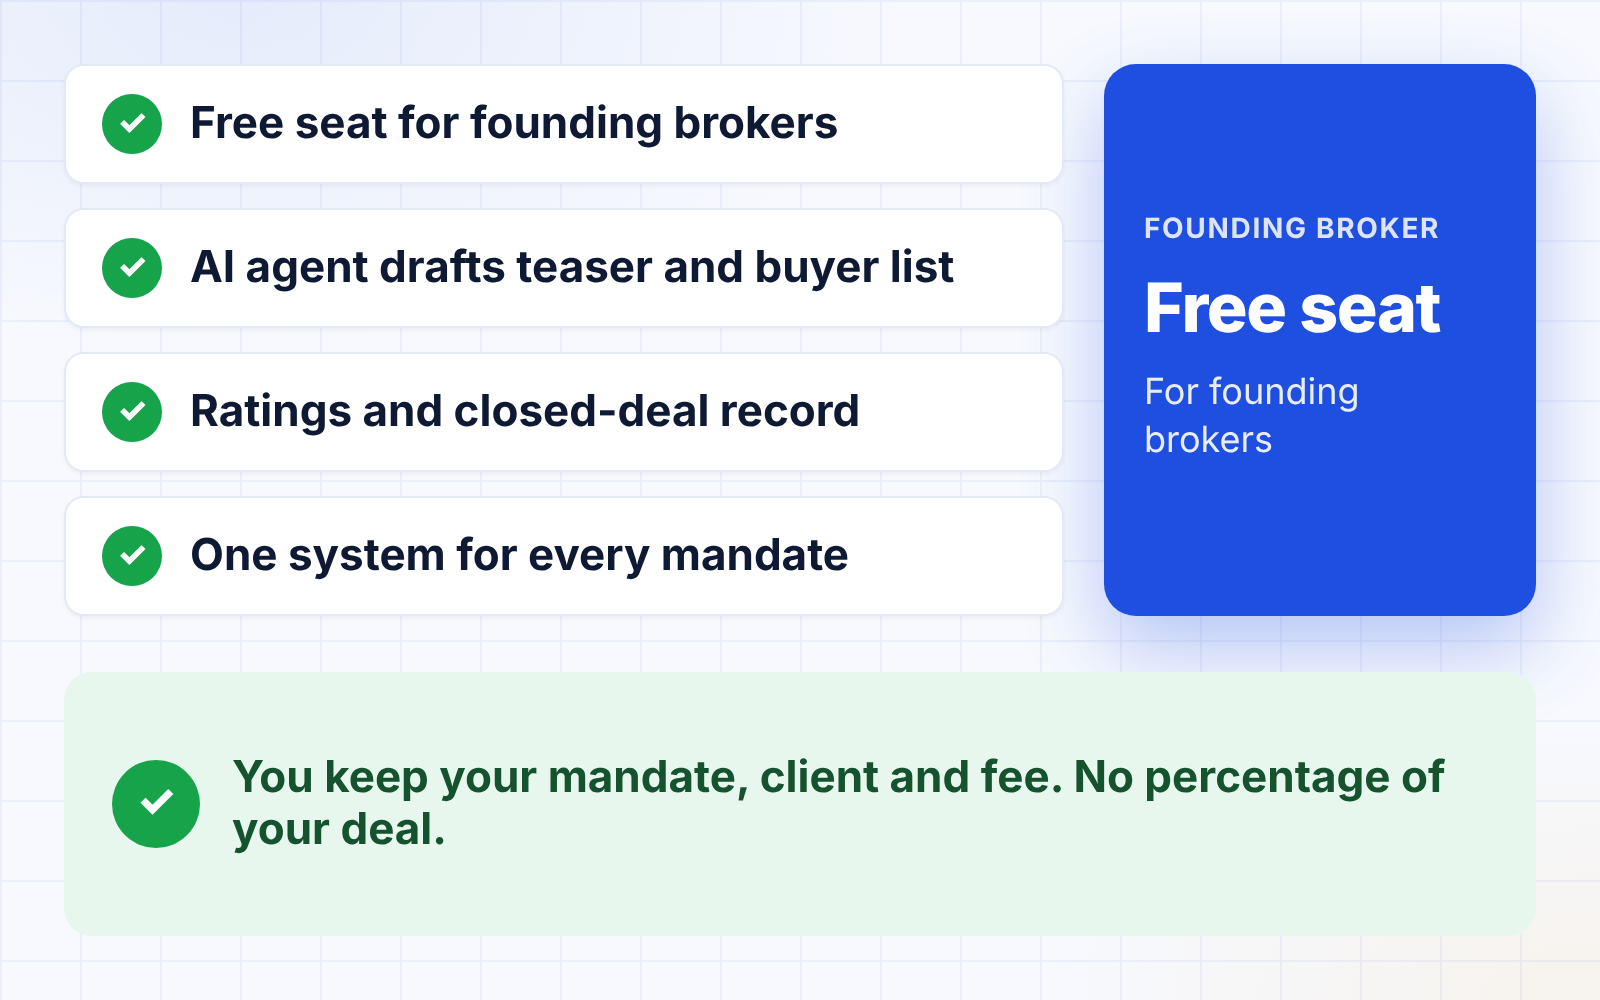 Free seat for founding brokers
AI agent drafts teaser and buyer list
Ratings and closed-deal record
One system for every mandate
FOUNDING BROKER
Free seat
For founding
brokers
You keep your mandate, client and fee. No percentage of
your deal.